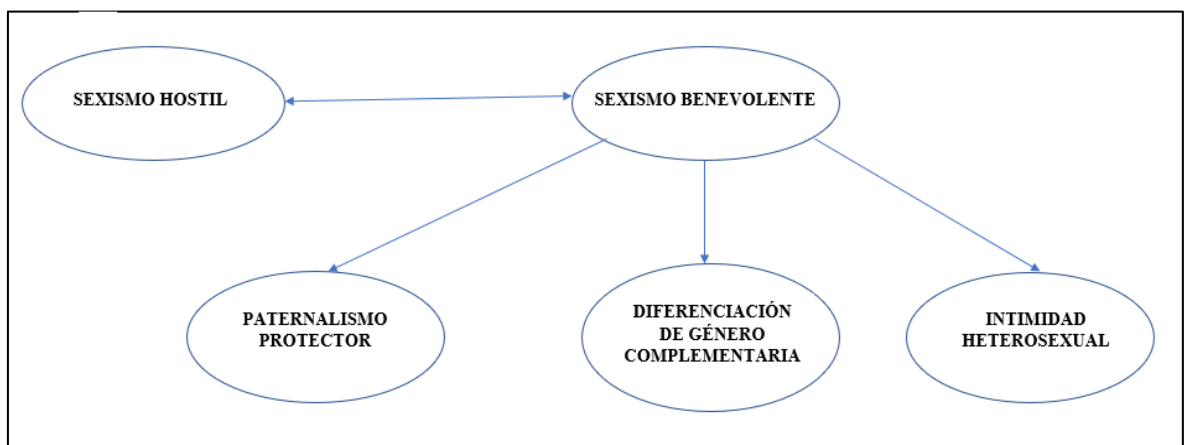 SEXISMO HOSTIL
SEXISMO BENEVOLENTE
PATERNALISMO
PROTECTOR
DIFERENCIACIÓN
DE GÉNERO
COMPLEMENTARIA
INTIMIDAD
HETEROSEXUAL